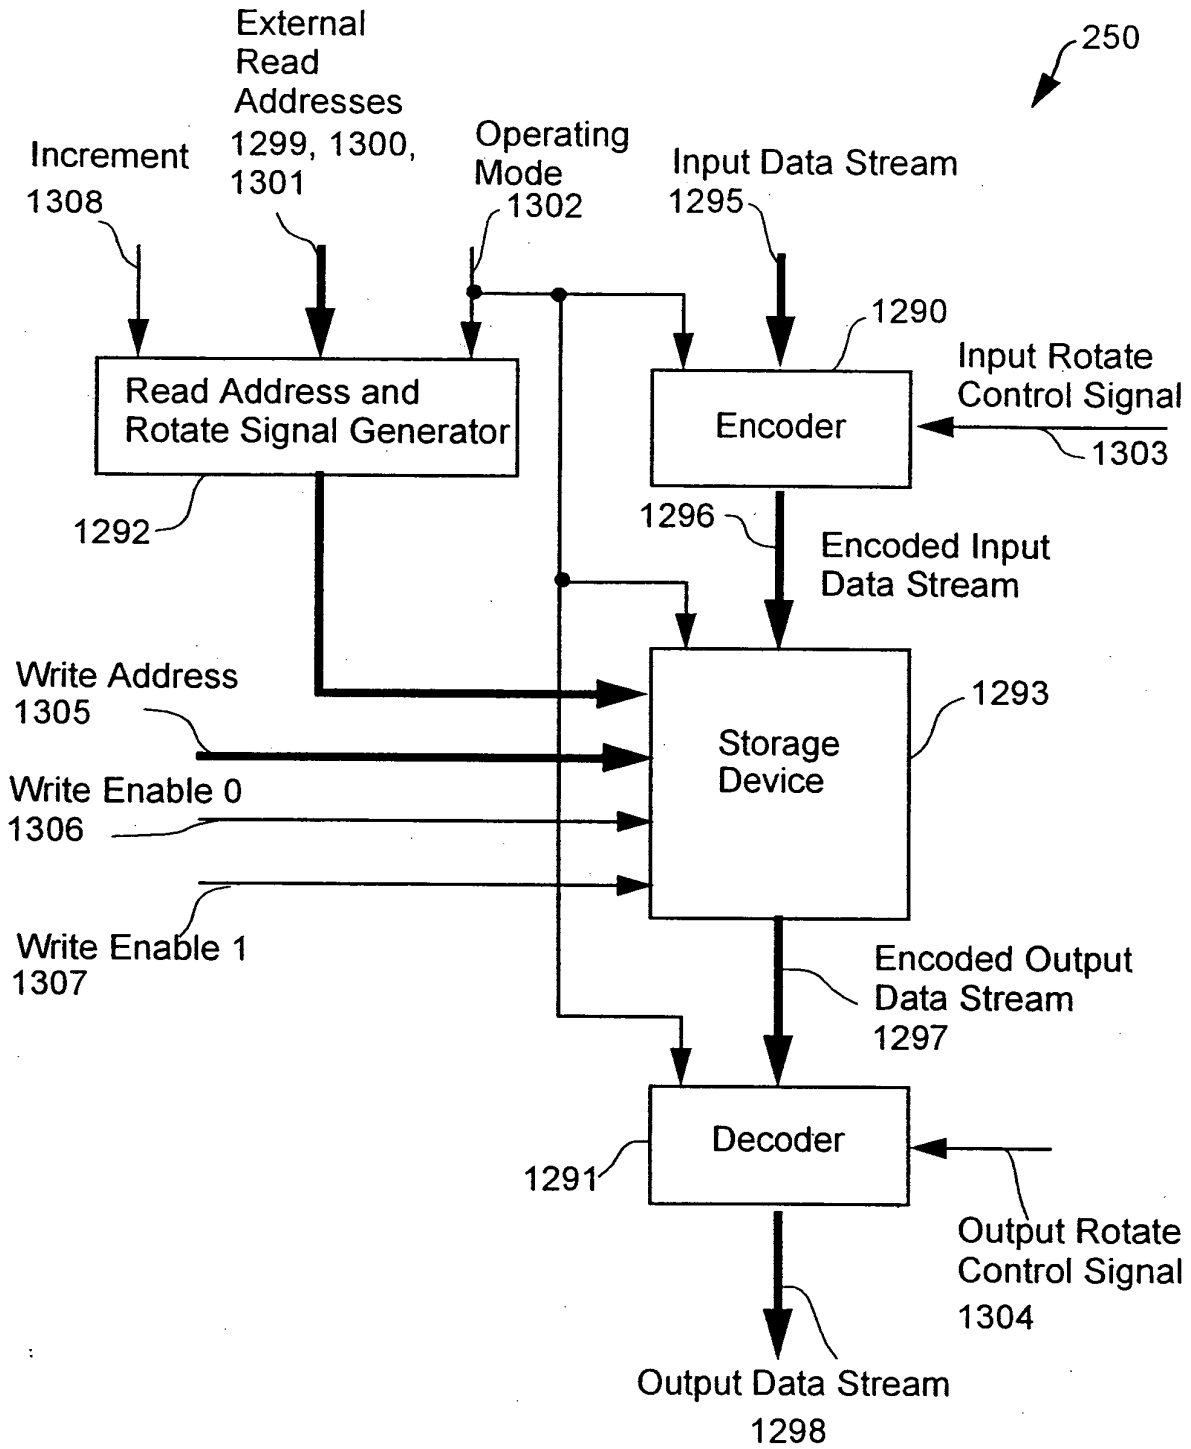 250
External
Read
Addresses
1299, 1300,
1301
Increment
1308
Operating
Mode
1302
Input Data Stream
1295
1290
Input Rotate
Control Signal
1303
Read Address and
Rotate Signal Generator
Encoder
1292
1296
Encoded Input
Data Stream
Write Address
1305
1293
Storage
Device
Write Enable 0
1306
Write Enable 1
1307
Encoded Output
Data Stream
1297
Decoder
1291
Output Rotate
Control Signal
1304
Output Data Stream
1298